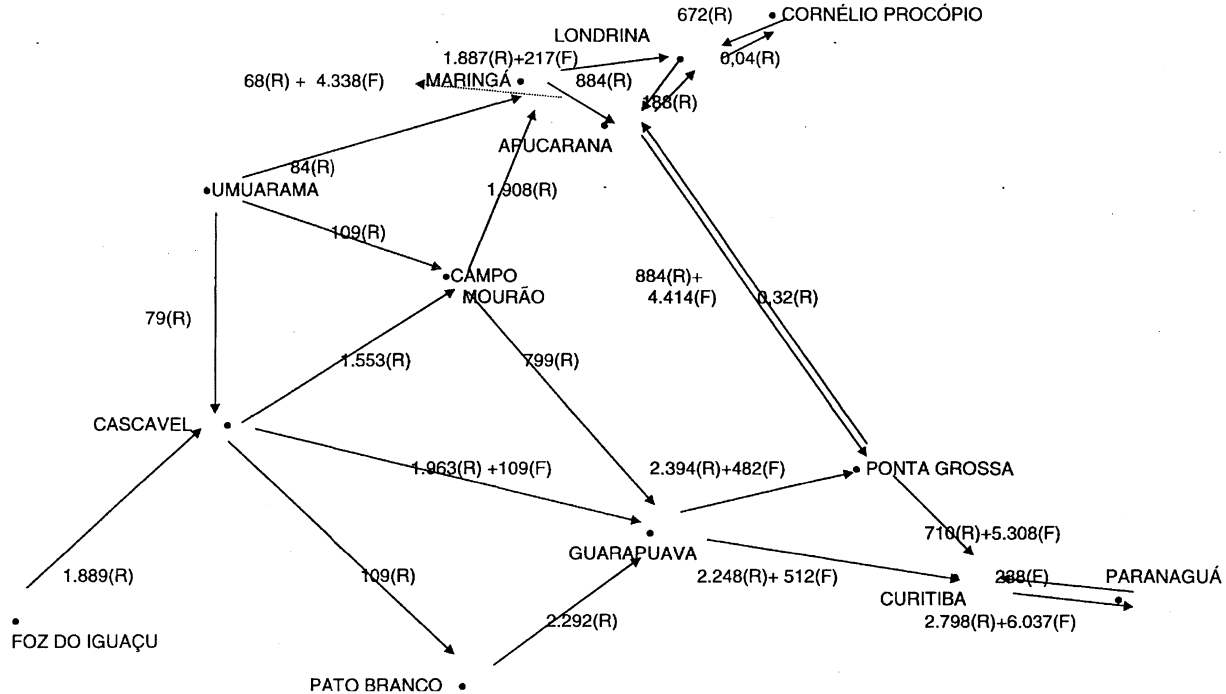 672(R)
CORNÉLIO PROCÓPIO
LONDRINA
1.887(R)+217(F)
0,04(R)
68(R) + 4.338(F)
MARINGÁ
884(R)
188(R)
APUCARANA
84(R)
UMUARAMA
1.908(R)
109(R)
CAMPO
MOURÃO
884(R)+
4.414(F)
0,32(R)
79(R)
1.553(R)
799(R)
CASCAVEL
1.963(R) +109(F)
2.394(R)+482(F)
PONTA GROSSA
710(R)+5.308(F)
GUARAPUAVA
1.889(R)
109(R)
2.248(R)+ 512(F)
238(F)
PARANAGUÁ
CURITIBA
2.292(R)
2.798(R)+6.037(F)
FOZ DO IGUAÇU
PATO BRANCO